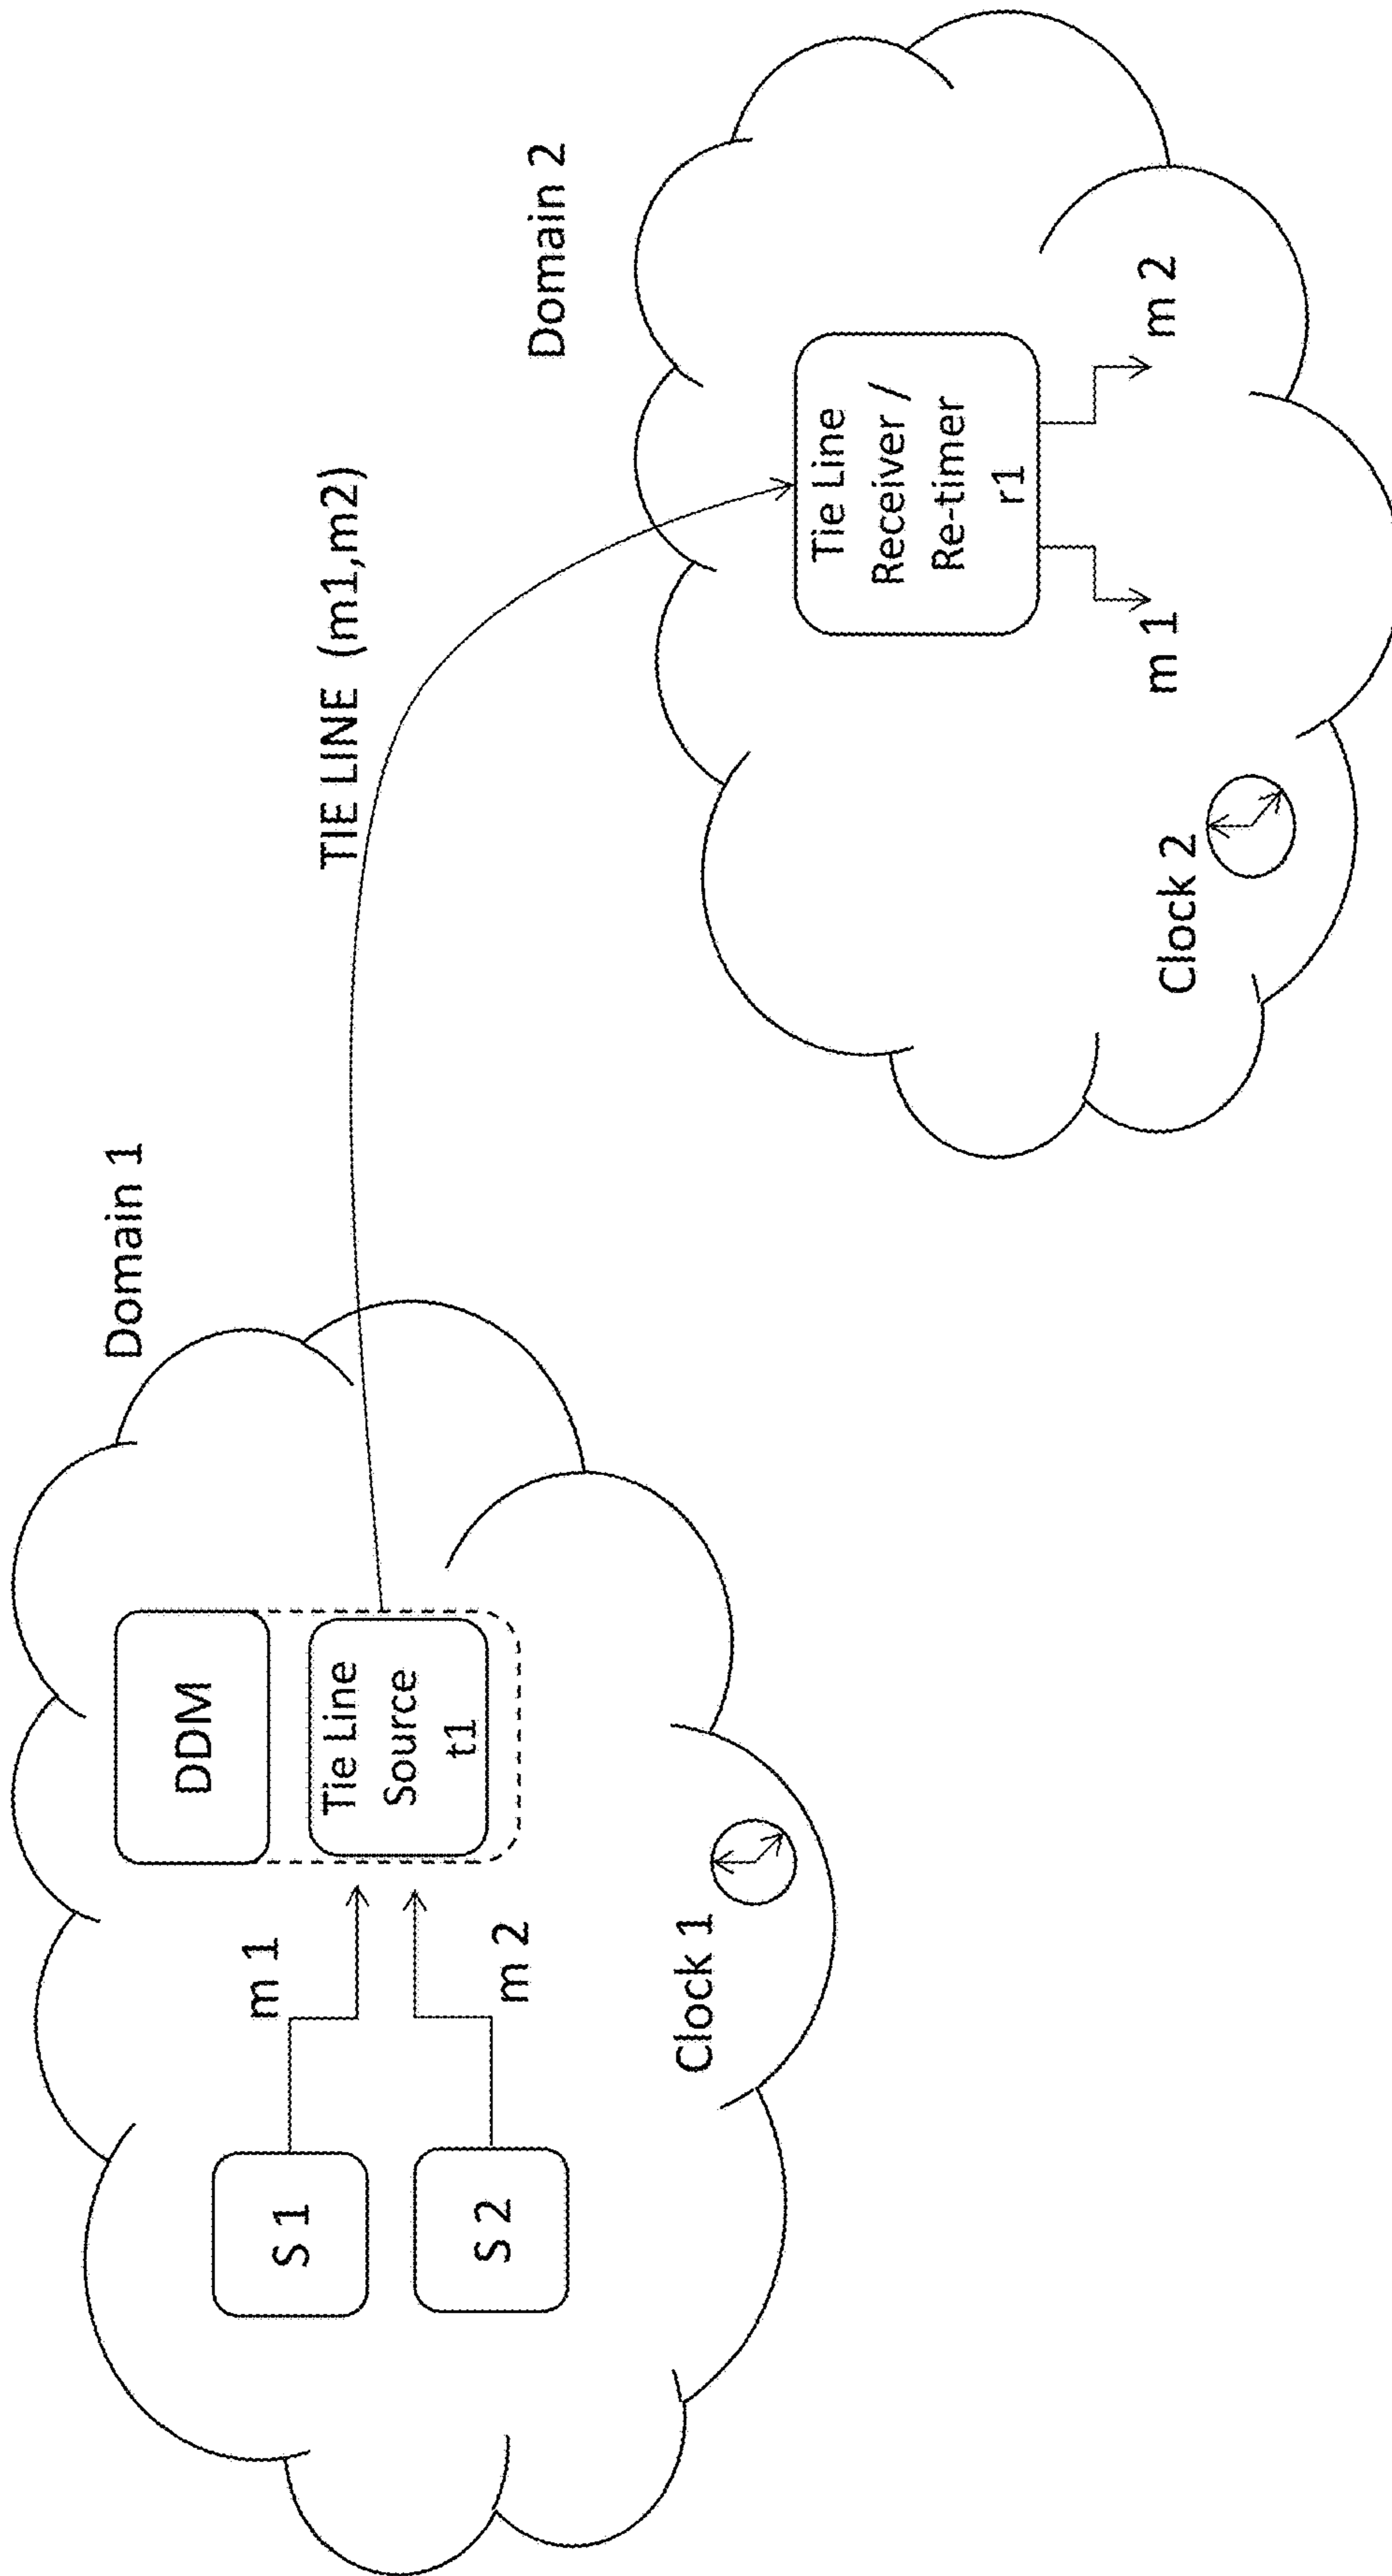 Domain 1
DDM
Tie Line
Source
t1
m 1
m 2
S 1
S 2
Clock 1
TIE LINE (m1,m2)
Domain 2
Tie Line
Receiver /
Re-timer
r1
m 1
m 2
Clock 2